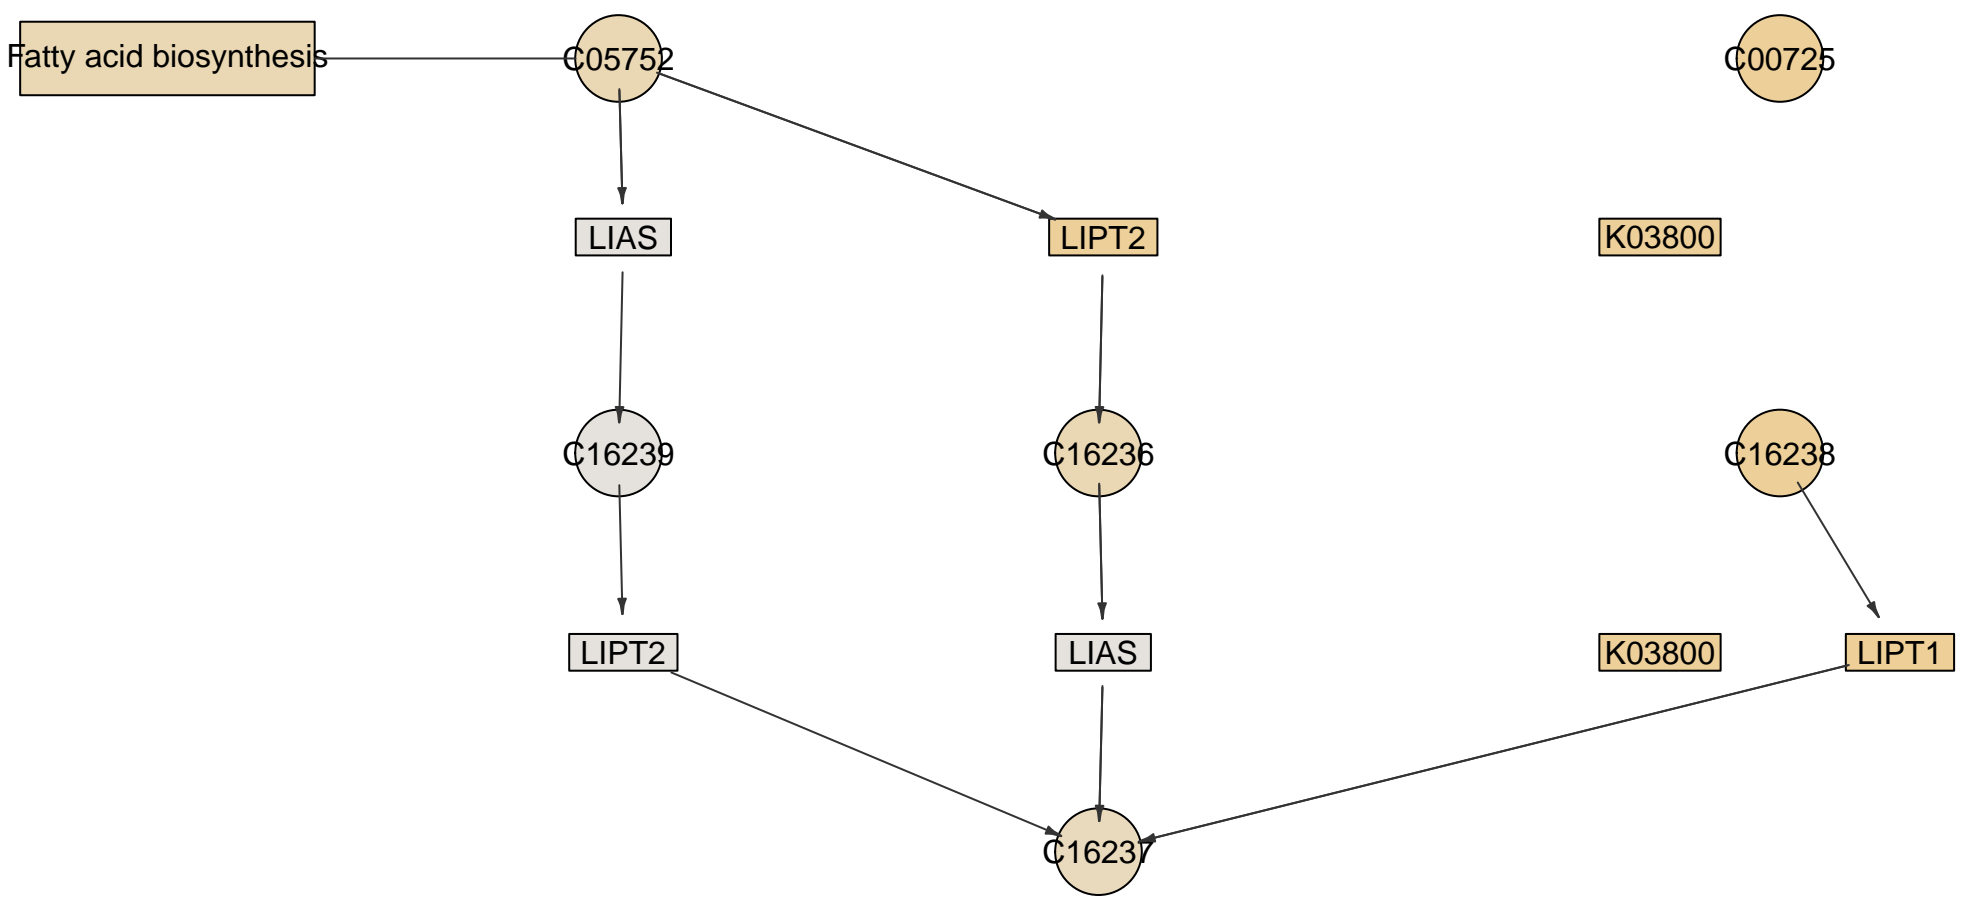 Fatty acid biosynthesis
C05752
C00725
LIAS
LIPT2
K03800
C16239
C16236
C16238
LIPT2
LIAS
K03800
LIPT1
C16237